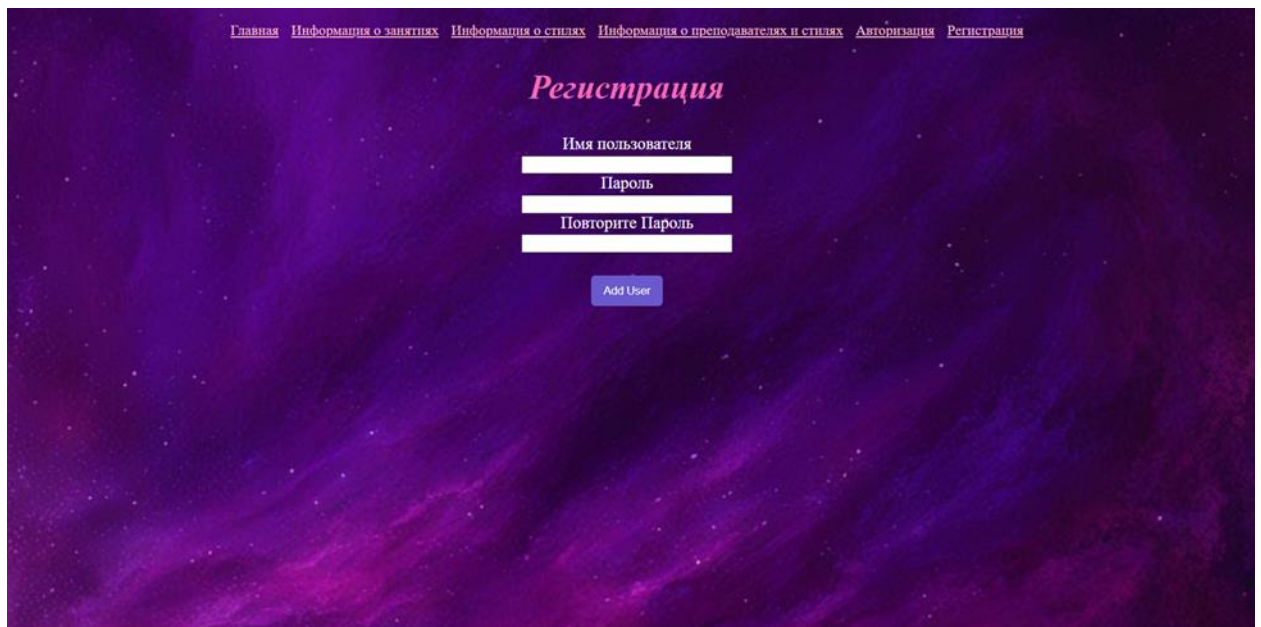 Главная Информация о занятиях Информация о стилях Информация о преподавателях и стилях Авторизация Регистрация
Регистрация
Имя пользователя
Пароль
Повторите Пароль
Add User